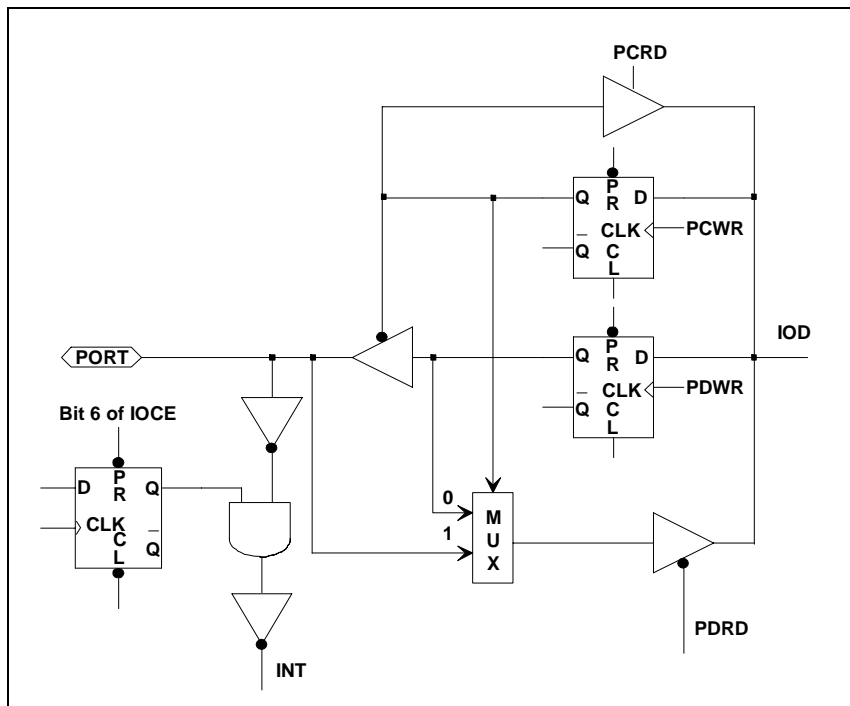 PCRD
Q P R D
CLK
Q C L
PCWR
IOD
PORT
Q P R D
CLK
Q C L
PDWR
Bit 6 of IOCE
D P R Q
CLK
C L Q
0
1
M U X
PDRD
INT